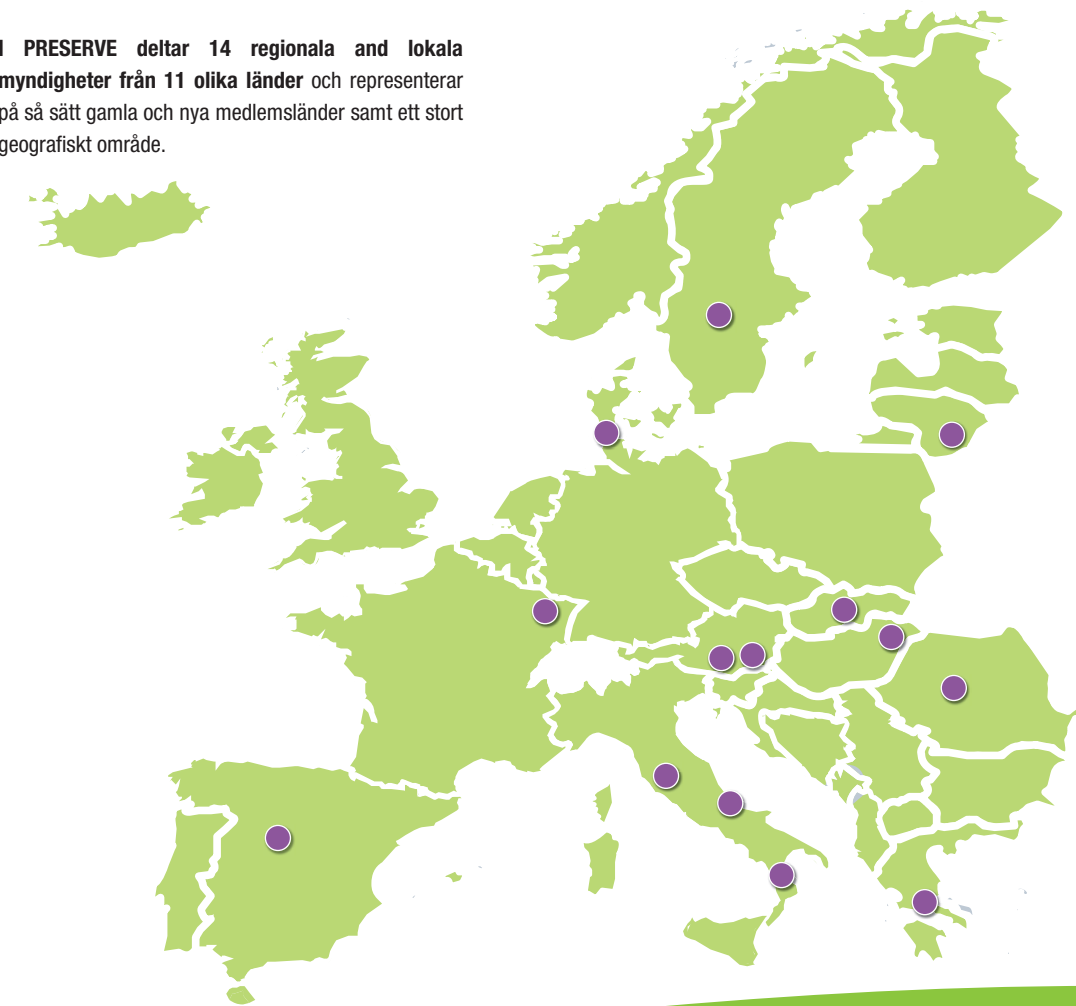 I PRESERVE deltar 14 regionala and lokala
myndigheter från 11 olika länder och representerar
på så sätt gamla och nya medlemsländer samt ett stort
geografiskt område.